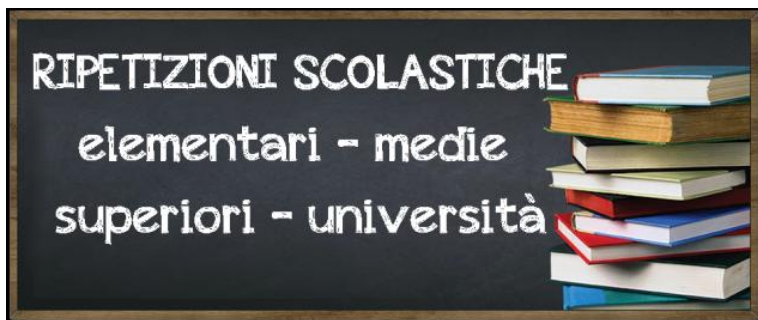 RIPETIZIONI SCOLASTICHE
elementari - medie
superiori - università